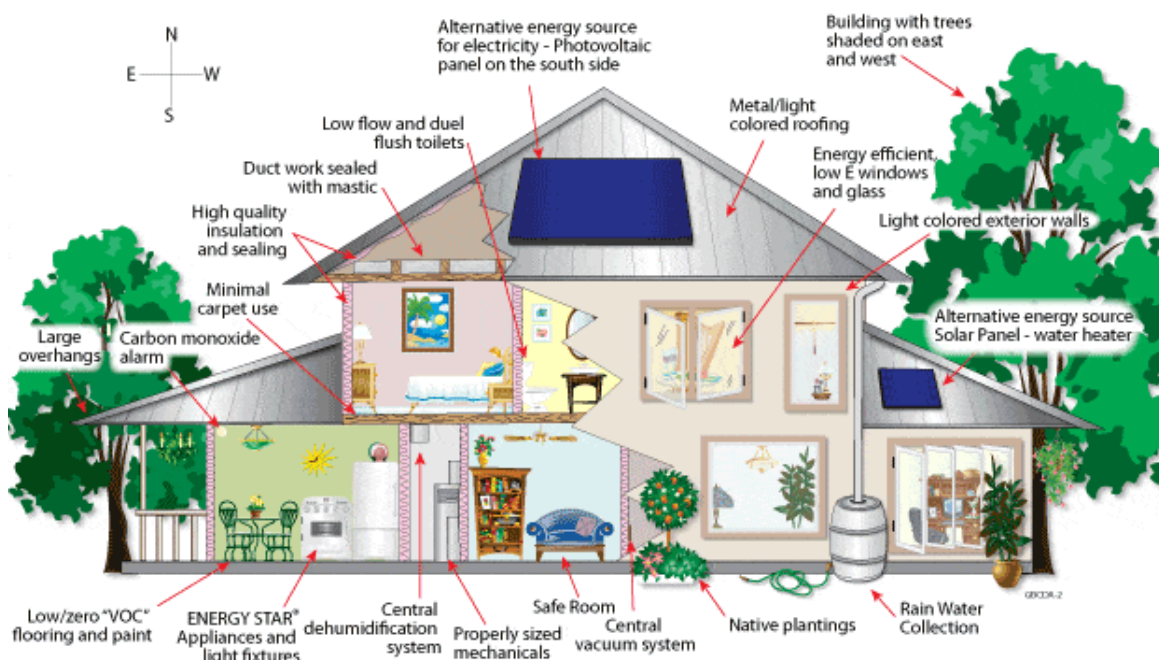 N
E
W
S
Alternative energy source
for electricity - Photovoltaic
panel on the south side
Building with trees
shaded on east
and west
Low flow and duel
flush toilets
Metal/light
colored roofing
Duct work sealed
with mastic
Energy efficient,
low E windows
and glass
High quality
insulation
and sealing
Light colored exterior walls
Minimal
carpet use
Large
overhangs
Carbon monoxide
alarm
Alternative energy source
Solar Panel - water heater
GBCDA-2
Low/zero "VOC"
flooring and paint
ENERGY STAR®
Appliances and
light fixtures
Central
dehumidification
system
Properly sized
mechanicals
Safe Room
Central
vacuum system
Native plantings
Rain Water
Collection